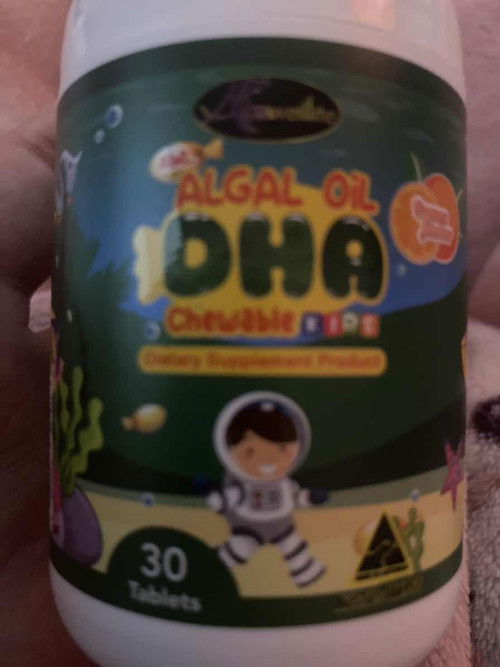 ALGAL OIL
DHA
Chewable KIDS
Dietary Supplement Product
30
Tablets